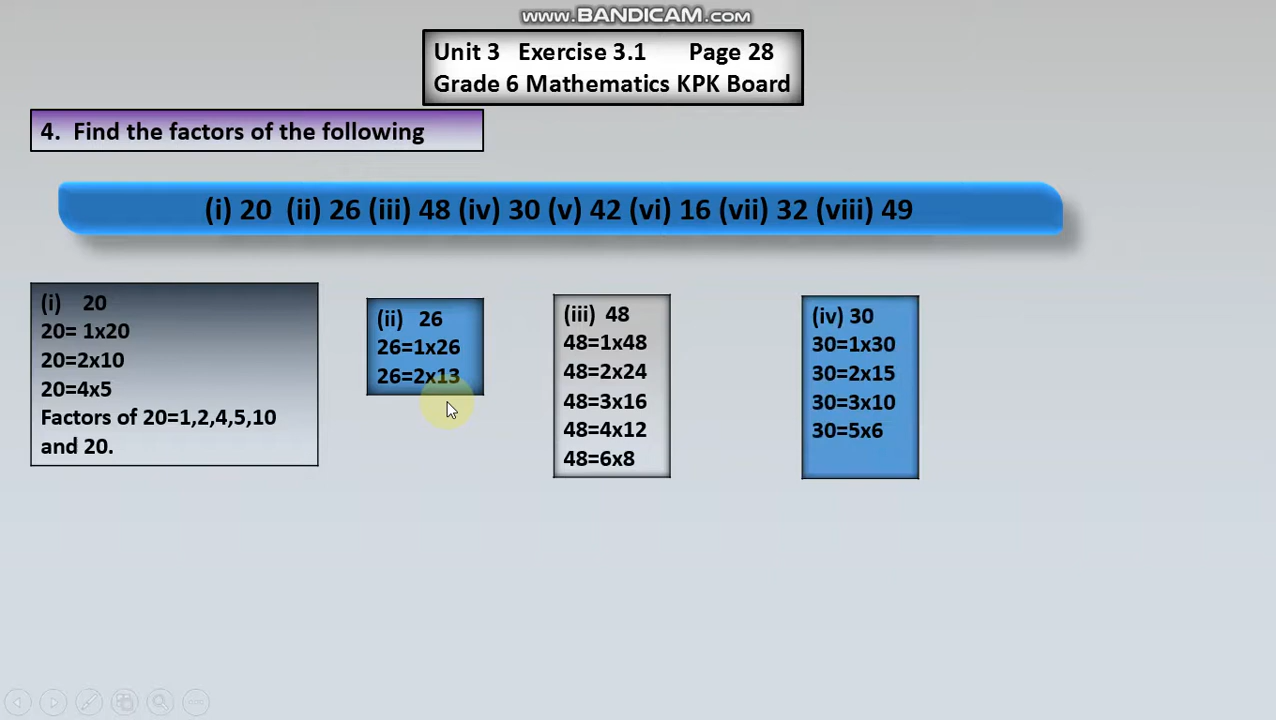 www.BANDICAM.com
Unit 3 Exercise 3.1 Page 28
Grade 6 Mathematics KPK Board
4. Find the factors of the following
(i) 20 (ii) 26 (iii) 48 (iv) 30 (v) 42 (vi) 16 (vii) 32 (viii) 49
(i) 20
20= 1x20
20=2x10
20=4x5
Factors of 20=1,2,4,5,10
and 20.
(ii) 26
26=1x26
26=2x13
(iii) 48
48=1x48
48=2x24
48=3x16
48=4x12
48=6x8
(iv) 30
30=1x30
30=2x15
30=3x10
30=5x6